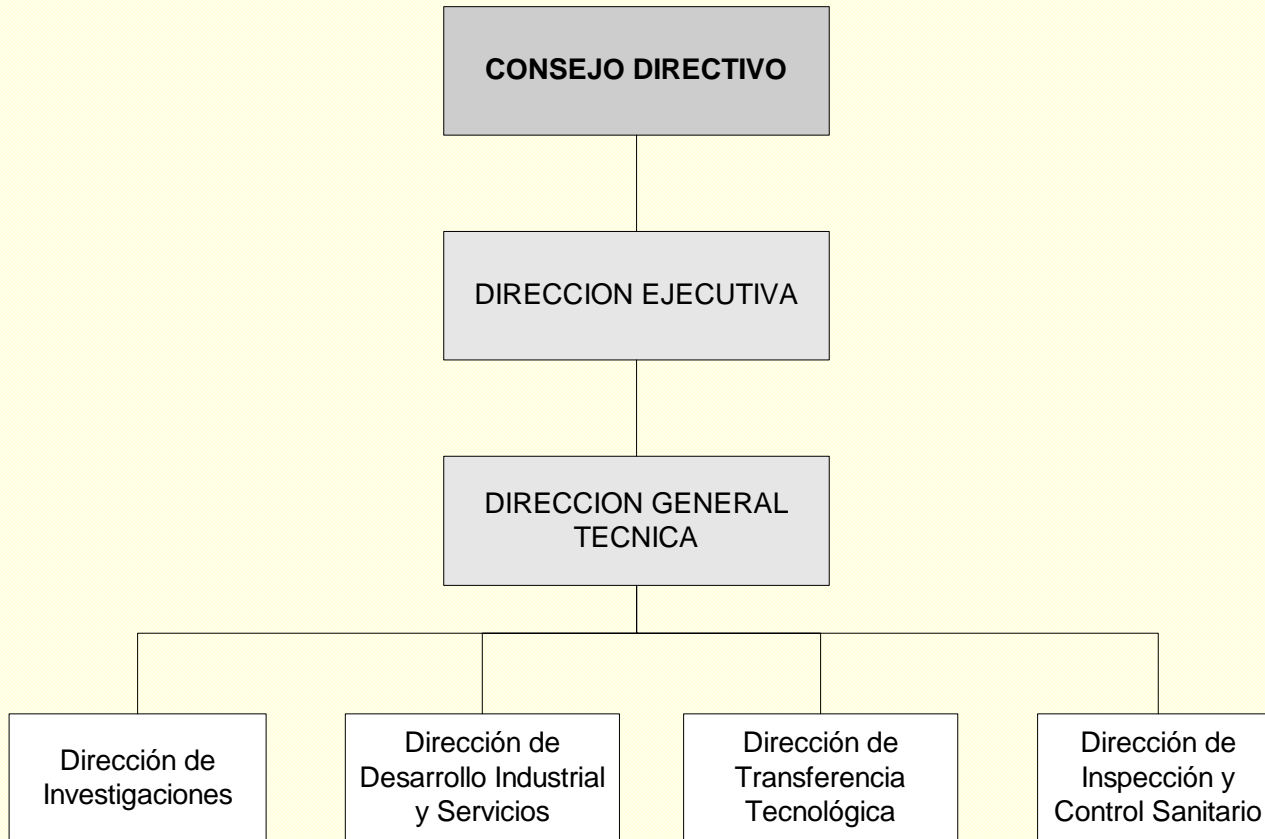 CONSEJO DIRECTIVO
DIRECCION EJECUTIVA
DIRECCION GENERAL
TECNICA
Dirección de
Investigaciones
Dirección de
Desarrollo Industrial
y Servicios
Dirección de
Transferencia
Tecnológica
Dirección de
Inspección y
Control Sanitario